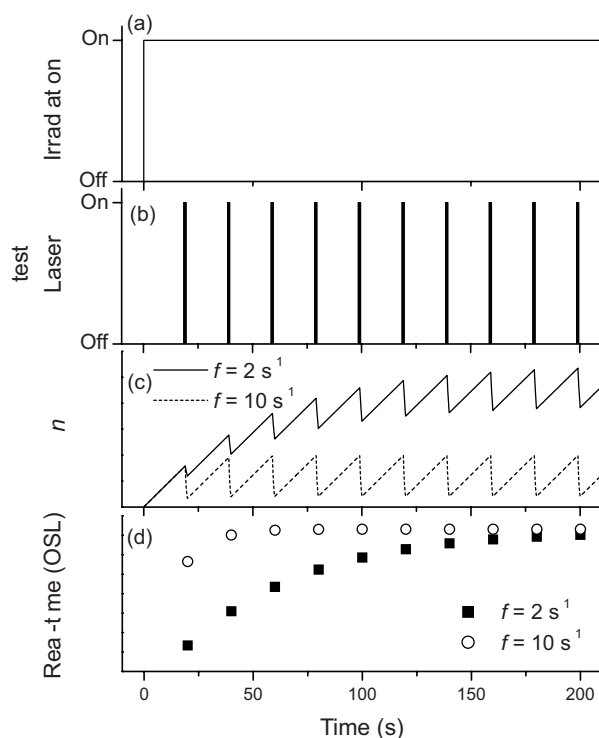 (a)
On
Irrad at on
Off
(b)
On
test
Laser
Off
(c)
f = 2 s 1
f = 10 s 1
n
(d)
Rea -t me (OSL)
f = 2 s 1
f = 10 s 1
0 50 100 150 200
Time (s)